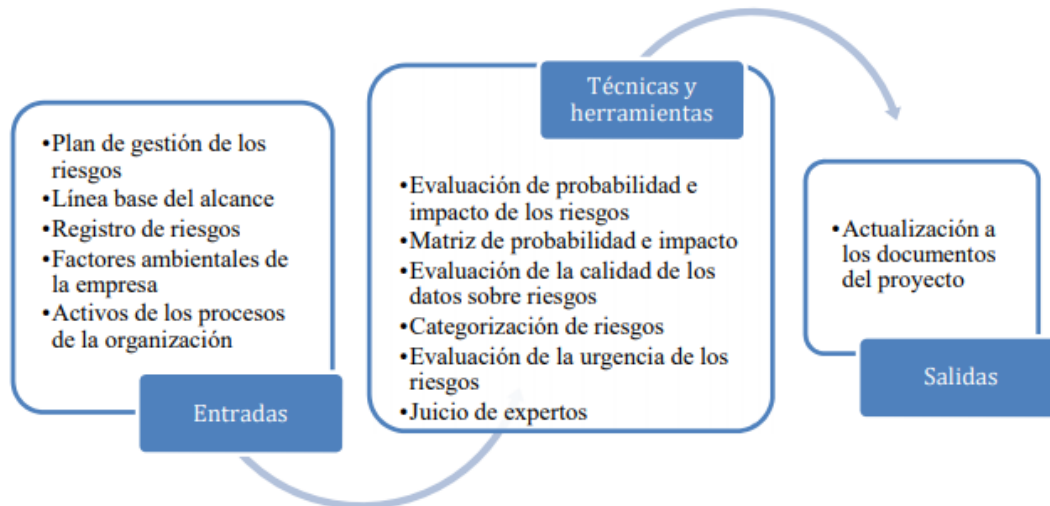 •Plan de gestión de los
riesgos
•Línea base del alcance
•Registro de riesgos
•Factores ambientales de
la empresa
•Activos de los procesos
de la organización
Entradas
Técnicas y
herramientas
•Evaluación de probabilidad e
impacto de los riesgos
•Matriz de probabilidad e impacto
•Evaluación de la calidad de los
datos sobre riesgos
•Categorización de riesgos
•Evaluación de la urgencia de los
riesgos
•Juicio de expertos
•Actualización a
los documentos
del proyecto
Salidas